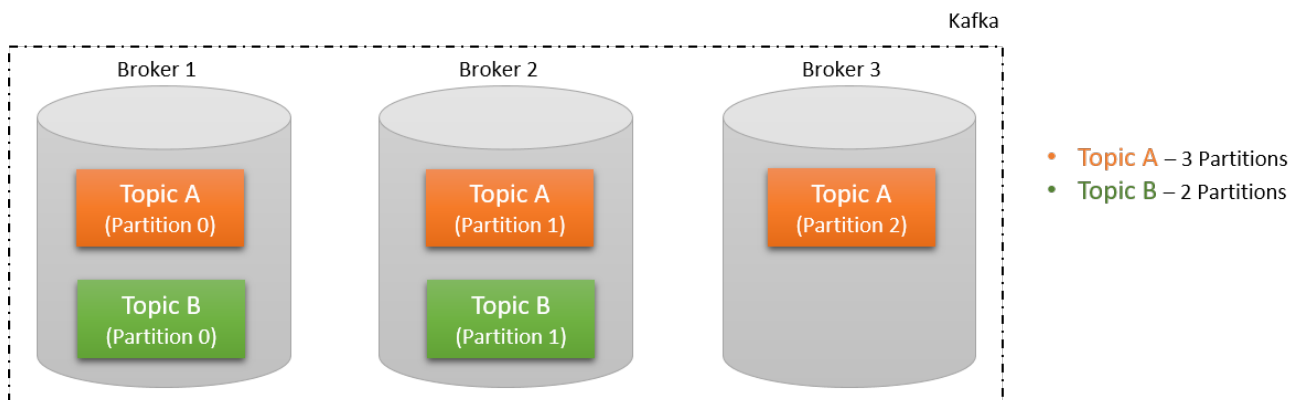 Kafka
Broker 1
Broker 2
Broker 3
Topic A
(Partition 0)
Topic A
(Partition 1)
Topic A
(Partition 2)
Topic B
(Partition 0)
Topic B
(Partition 1)
• Topic A – 3 Partitions
• Topic B – 2 Partitions